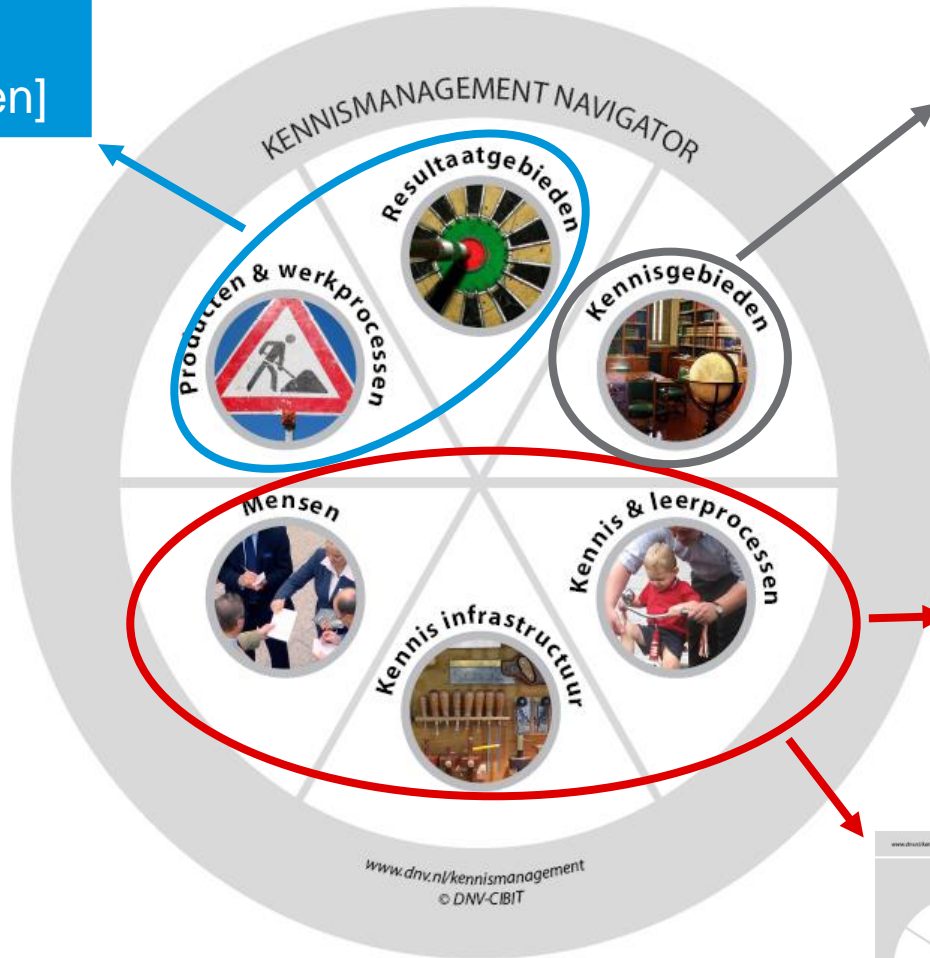 en]
KENNISMANAGEMENT NAVIGATOR
Resultaatgebieden
Producten & werkprocessen
Kennisgebieden
Mensen
Kennis & leerprocessen
Kennis infrastructuur
www.dnv.nl/kennismanagement
© DNV-CIBIT